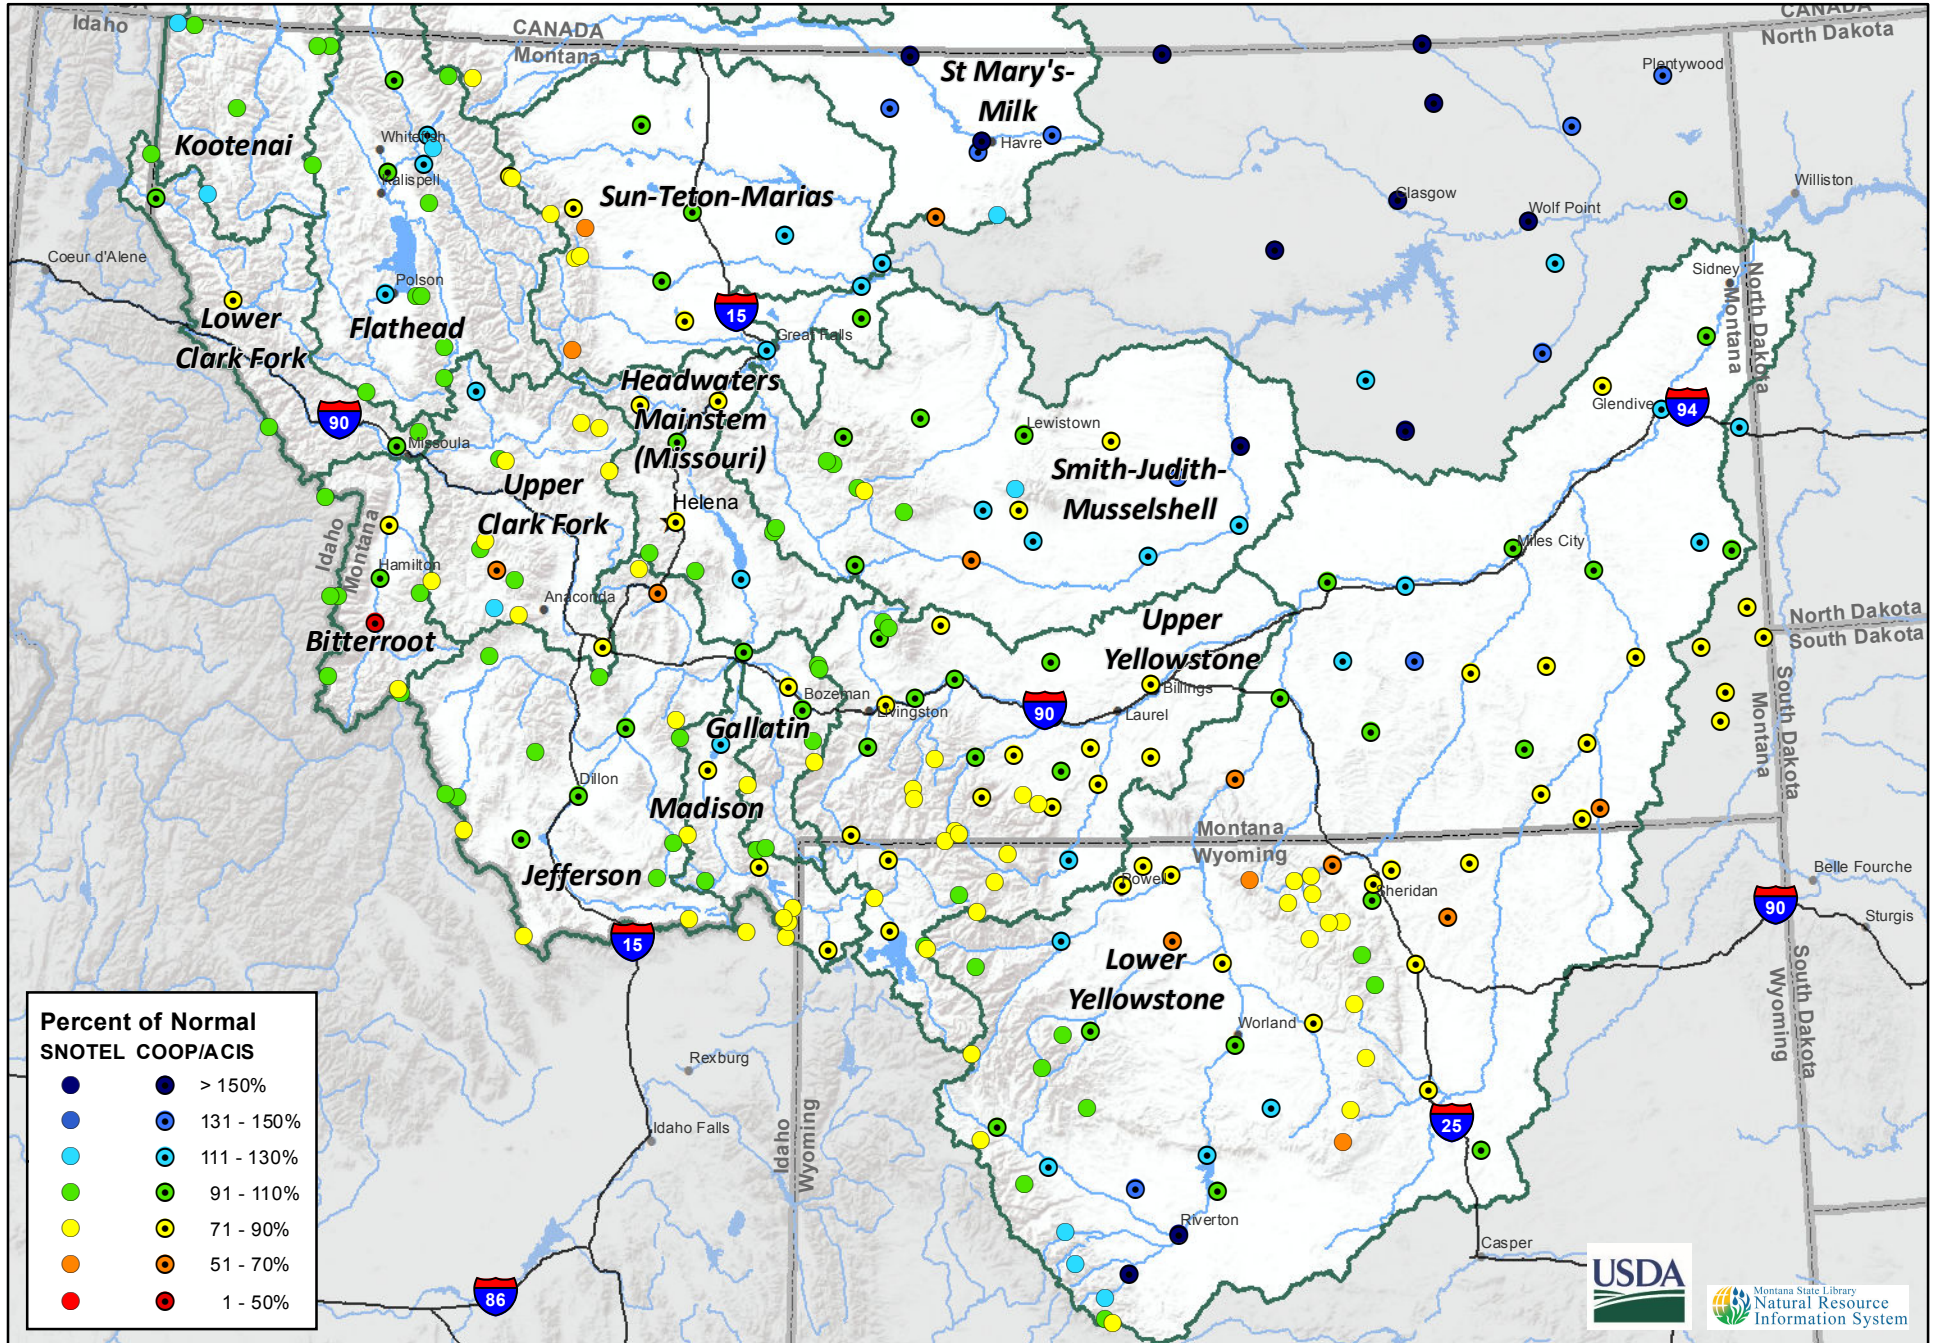 CANADA
Idaho
CANADA
Montana
CANADA
North Dakota
St Mary's-
Milk
Plentywood
Kootenai
Whitefish
Havre
Kalispell
Sun-Teton-Marias
Glasgow
Wolf Point
Williston
Coeur d'Alene
Polson
Sidney
Montana
North Dakota
Lower
Clark Fork
Flathead
15
Great Falls
Headwaters
Mainstem
(Missouri)
90
Missoula
Lewistown
Glendive
94
Smith-Judith-
Musselshell
Upper
Clark Fork
Helena
Idaho
Montana
Hamilton
Anaconda
Miles City
Bitterroot
Upper
Yellowstone
North Dakota
South Dakota
Bozeman
Livingston
90
Billings
Laurel
Gallatin
Montana
South Dakota
Dillon
Madison
Montana
Wyoming
Jefferson
Powell
Sheridan
Belle Fourche
90
Sturgis
15
Lower
Yellowstone
Wyoming
South Dakota
Worland
Rexburg
Idaho Falls
Idaho
Wyoming
25
Riverton
Casper
86
Percent of Normal
SNOTEL COOP/ACIS
> 150%
131 - 150%
111 - 130%
91 - 110%
71 - 90%
51 - 70%
1 - 50%
USDA
Montana State Library
Natural Resource
Information System